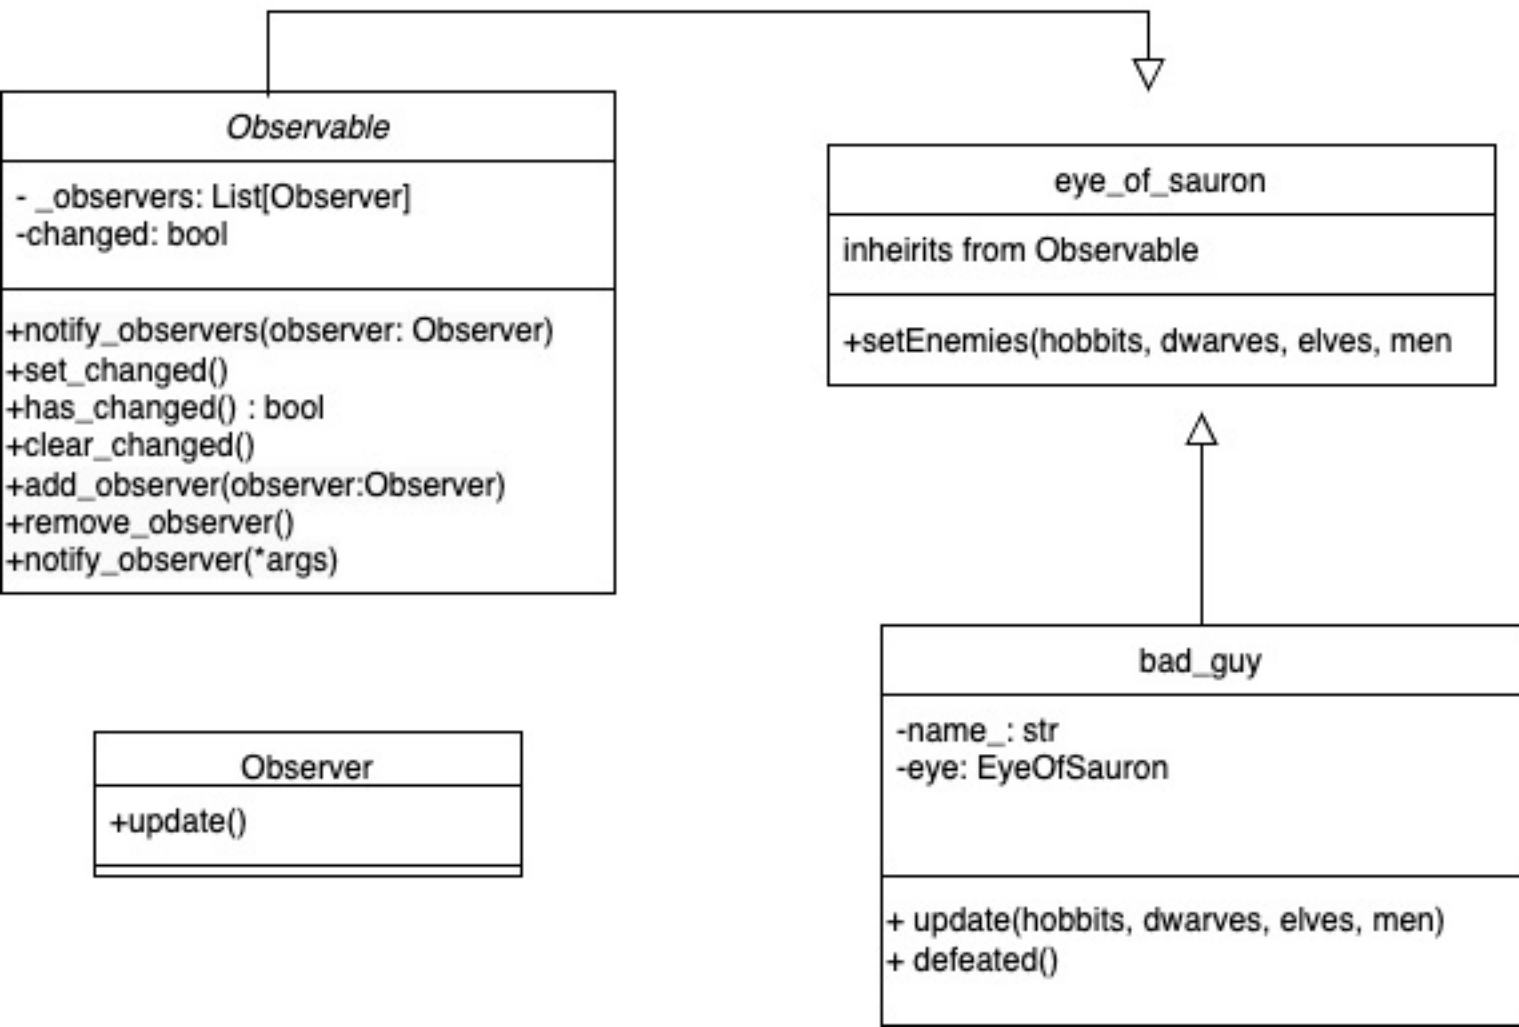 Observable
- _observers: List[Observer]
-changed: bool
+notify_observers(observer: Observer)
+set_changed()
+has_changed() : bool
+clear_changed()
+add_observer(observer:Observer)
+remove_observer()
+notify_observer(*args)
eye_of_sauron
inheirits from Observable
+setEnemies(hobbits, dwarves, elves, men
Observer
+update()
bad_guy
-name_: str
-eye: EyeOfSauron
+ update(hobbits, dwarves, elves, men)
+ defeated()